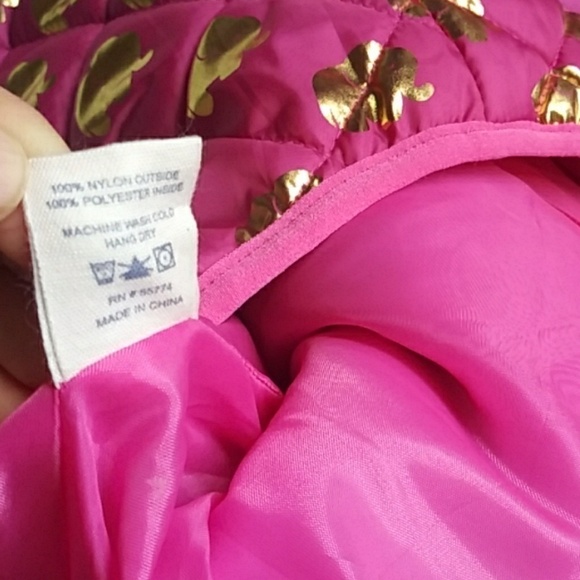 100% NYLON OUTSIDE
100% POLYESTER INSIDE
MACHINE WASH COLD
HANG DRY
RN # 55774
MADE IN CHINA